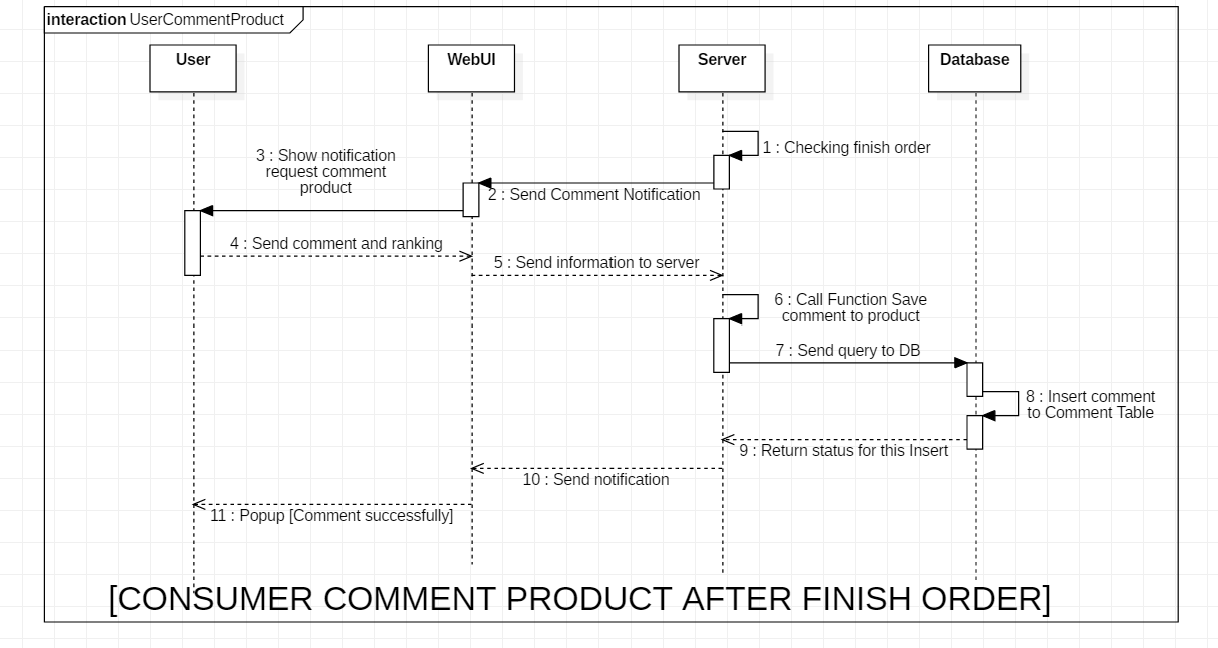 interaction UserCommentProduct
User
WebUI
Server
Database
1 : Checking finish order
2 : Send Comment Notification
3 : Show notification
request comment
product
4 : Send comment and ranking
5 : Send information to server
6 : Call Function Save
comment to product
7 : Send query to DB
8 : Insert comment
to Comment Table
9 : Return status for this Insert
10 : Send notification
11 : Popup [Comment successfully]
[CONSUMER COMMENT PRODUCT AFTER FINISH ORDER]